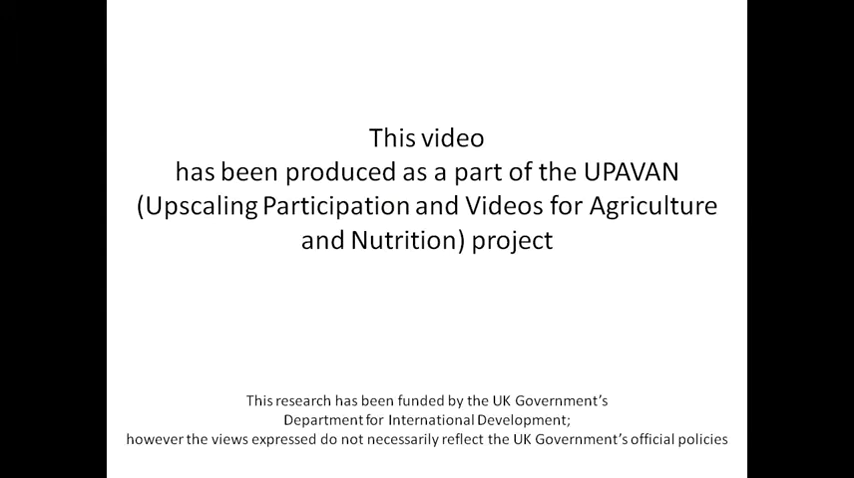 This video
has been produced as a part of the UPAVAN
(Upscaling Participation and Videos for Agriculture
and Nutrition) project
This research has been funded by the UK Government's
Department for International Development;
however the views expressed do not necessarily reflect the UK Government's official policies